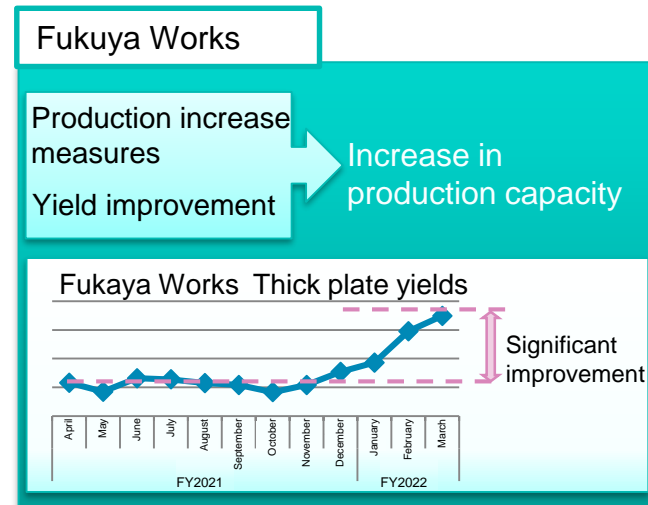 Fukuya Works
Production increase
measures
Yield improvement
Increase in
production capacity
Fukaya Works Thick plate yields
Significant
improvement
April
May
June
July
August
September
October
November
December
January
February
March
FY2021
FY2022